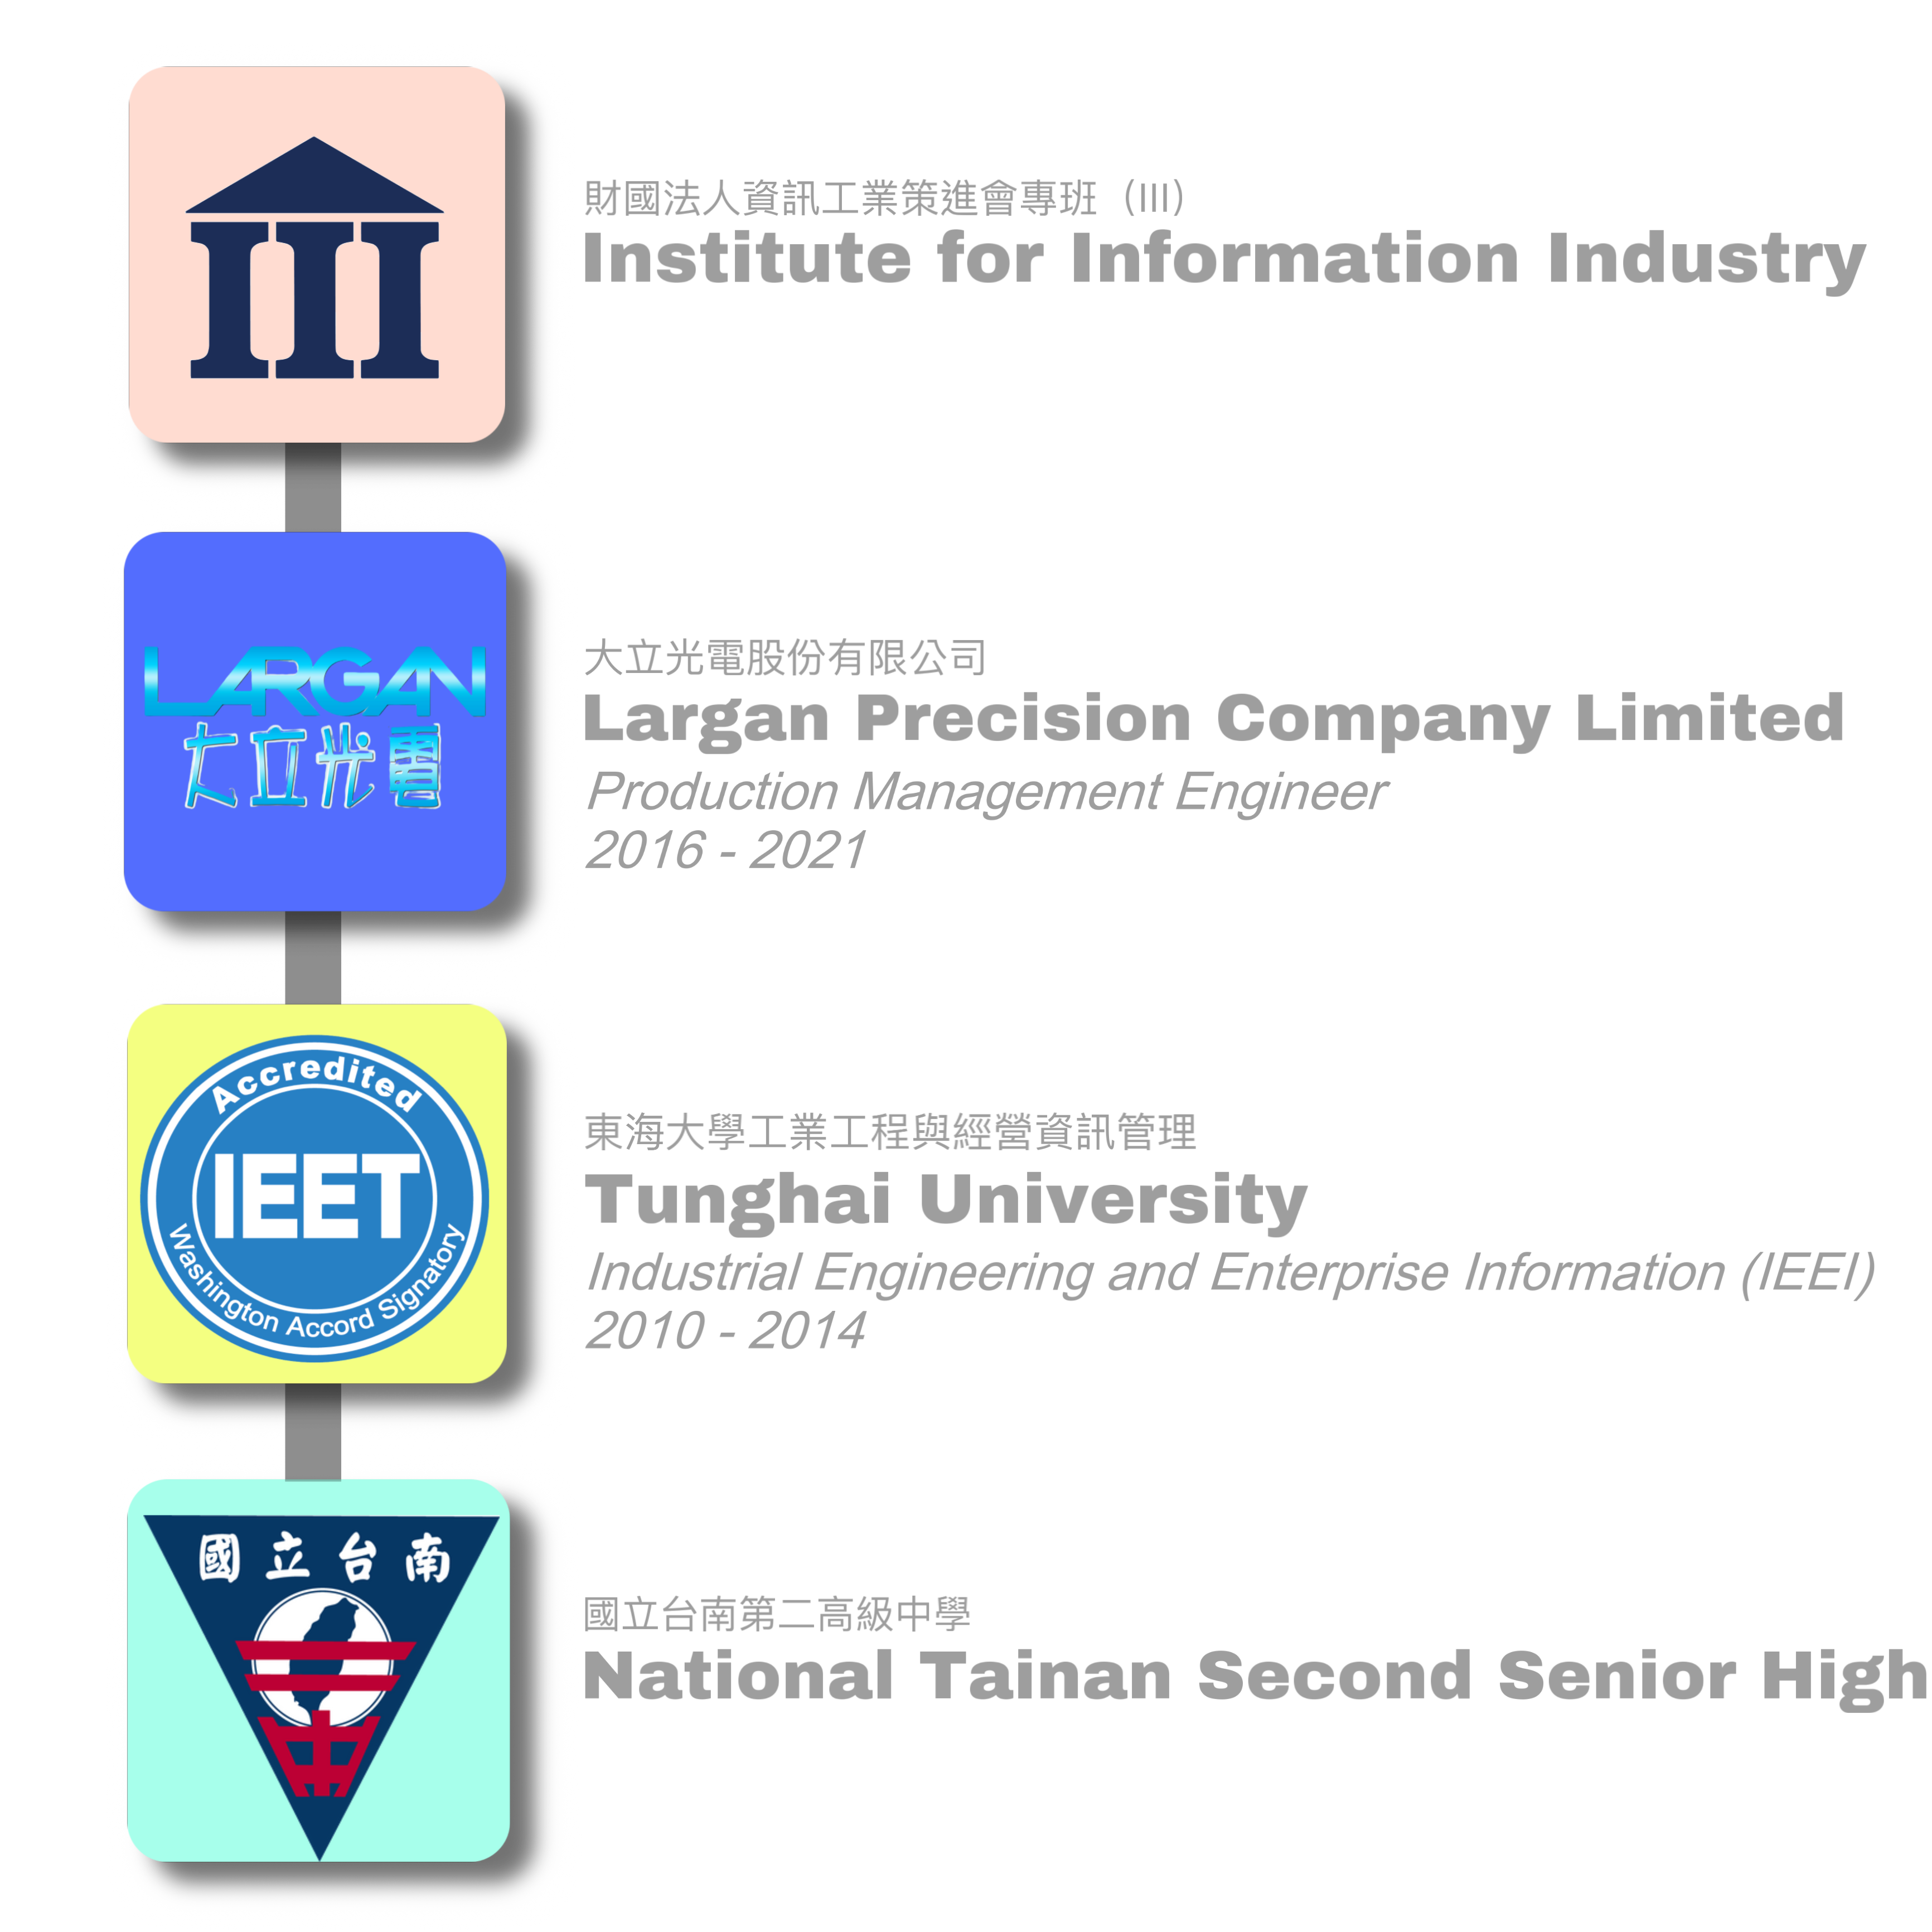 財國法人資訊工業策進會專班 (III)
Institute for Information Industry
LARGAN
大立光電
大立光電股份有限公司
Largan Precision Company Limited
Production Management Engineer
2016 - 2021
Accredited
IEET
Washington Accord Signatory
東海大學工業工程與經營資訊管理
Tunghai University
Industrial Engineering and Enterprise Information (IEEI)
2010 - 2014
國立台南
國立台南第二高級中學
National Tainan Second Senior High